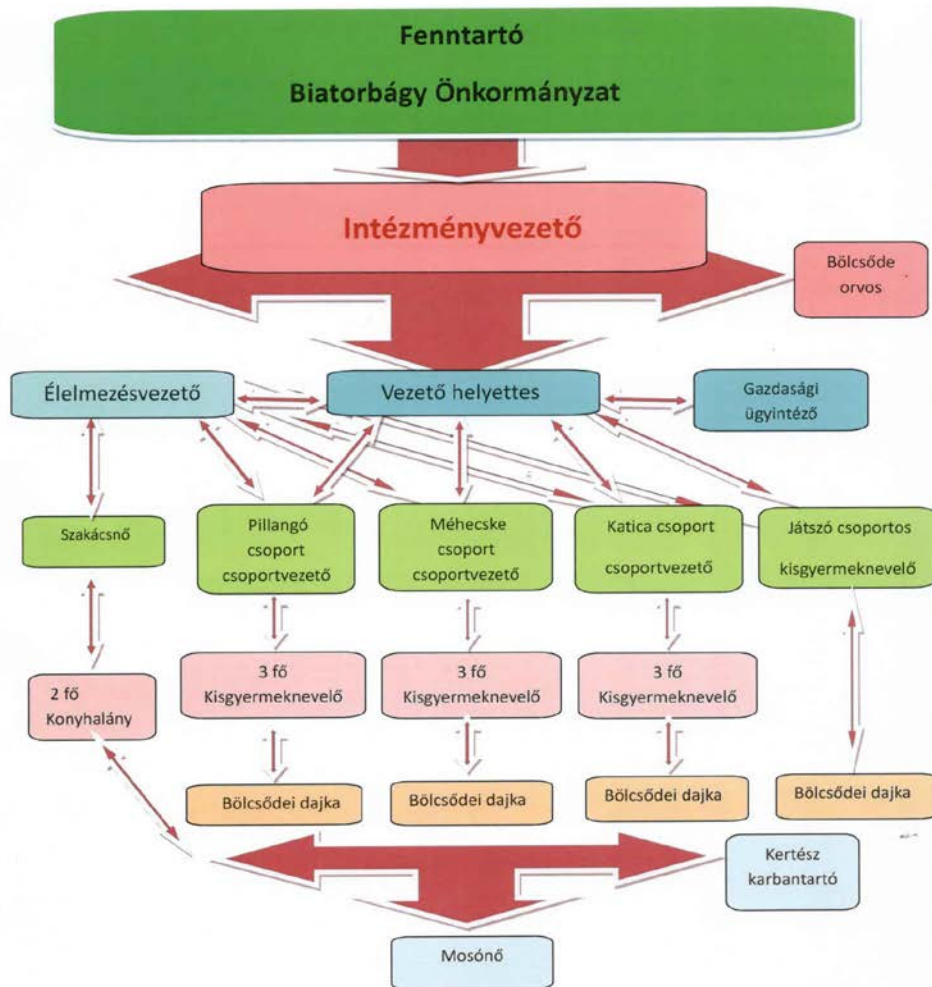 Fenntartó
Biatorbágy Önkormányzat
Intézményvezető
Bölcsőde
orvos
Élelmezésvezető
Vezető helyettes
Gazdasági
ügyintéző
Szakácsnő
Pillangó
csoport
csoportvezető
Méhecske
csoport
csoportvezető
Katica csoport
csoportvezető
Játszó csoportos
kisgyermeknevelő
2 fő
Konyhalány
3 fő
Kisgyermeknevelő
3 fő
Kisgyermeknevelő
3 fő
Kisgyermeknevelő
Bölcsődei dajka
Bölcsődei dajka
Bölcsődei dajka
Bölcsődei dajka
Kertész
karbantartó
Mosónő